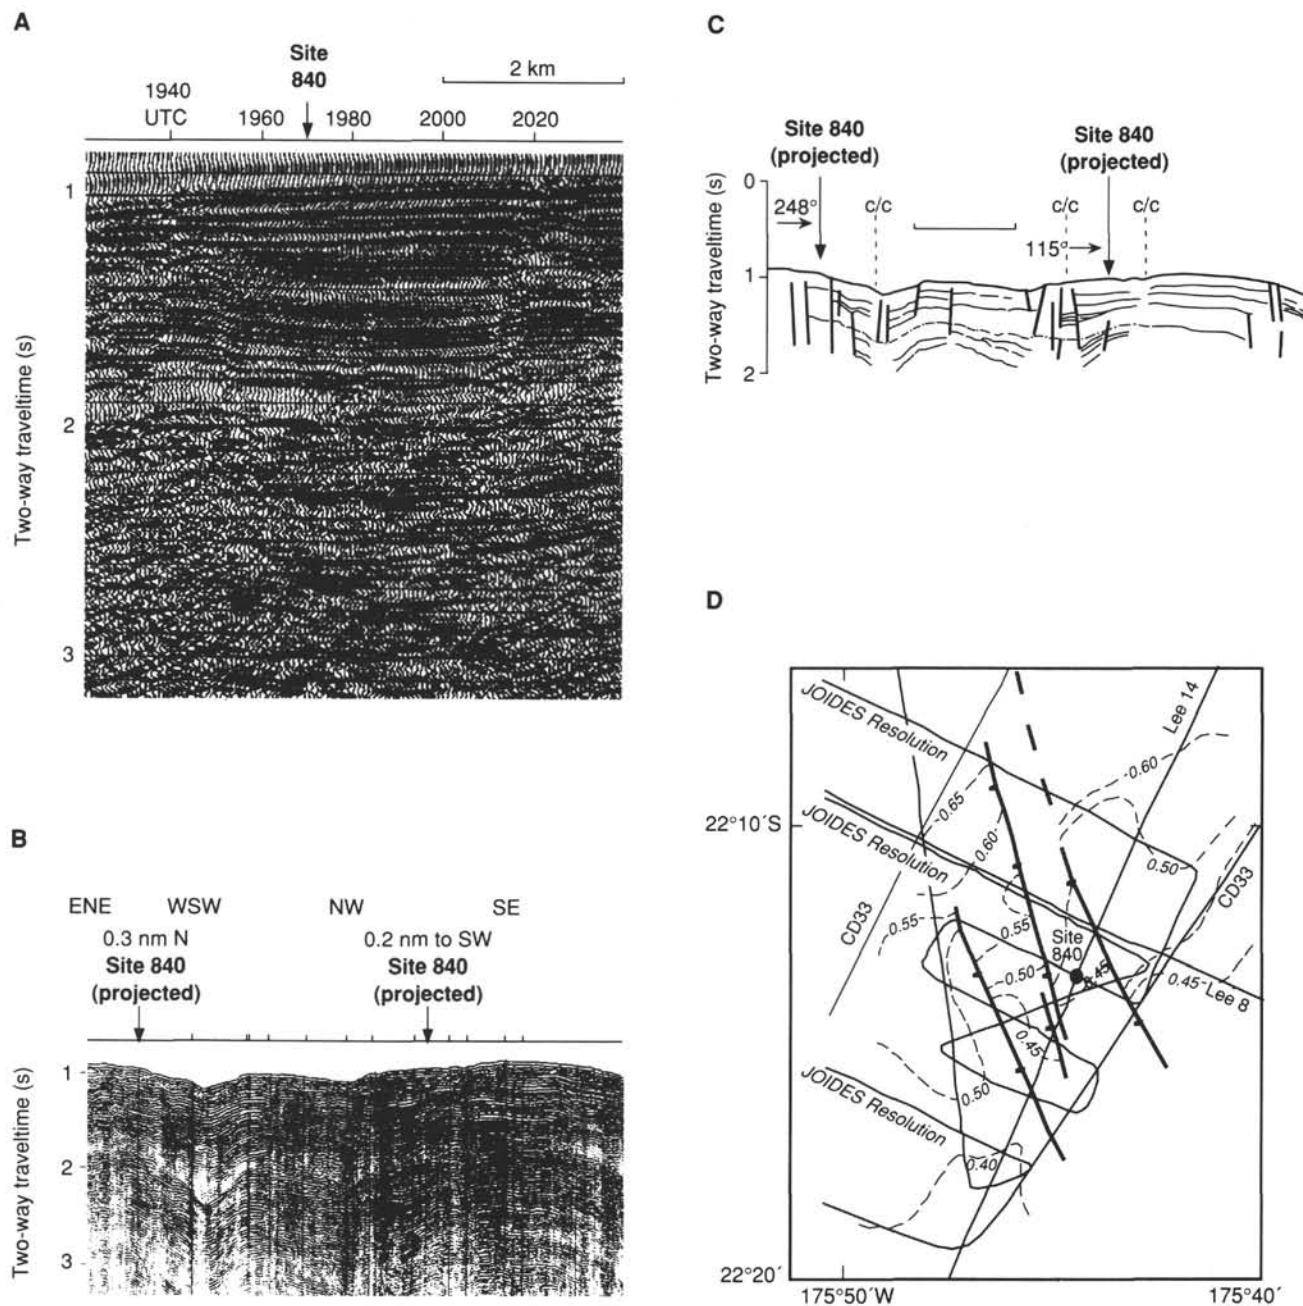 A
Site
840
2 km
1940
UTC
1960
1980
2000
2020
1
2
3
Two-way traveltime (s)
B
ENE
WSW
NW
SE
0.3 nm N
Site 840
(projected)
0.2 nm to SW
Site 840
(projected)
1
2
3
Two-way traveltime (s)
C
Site 840
(projected)
Site 840
(projected)
0
1
2
Two-way traveltime (s)
248°
c/c
c/c
c/c
115°
D
JOIDES Resolution
Lee 14
0.60
0.65
22°10´S
JOIDES Resolution
0.60
0.50
CD33
CD33
0.55
0.55
Site
840
0.50
0.45
0.45
Lee 8
0.45
0.50
JOIDES Resolution
0.40
22°20´
175°50´W
175°40´